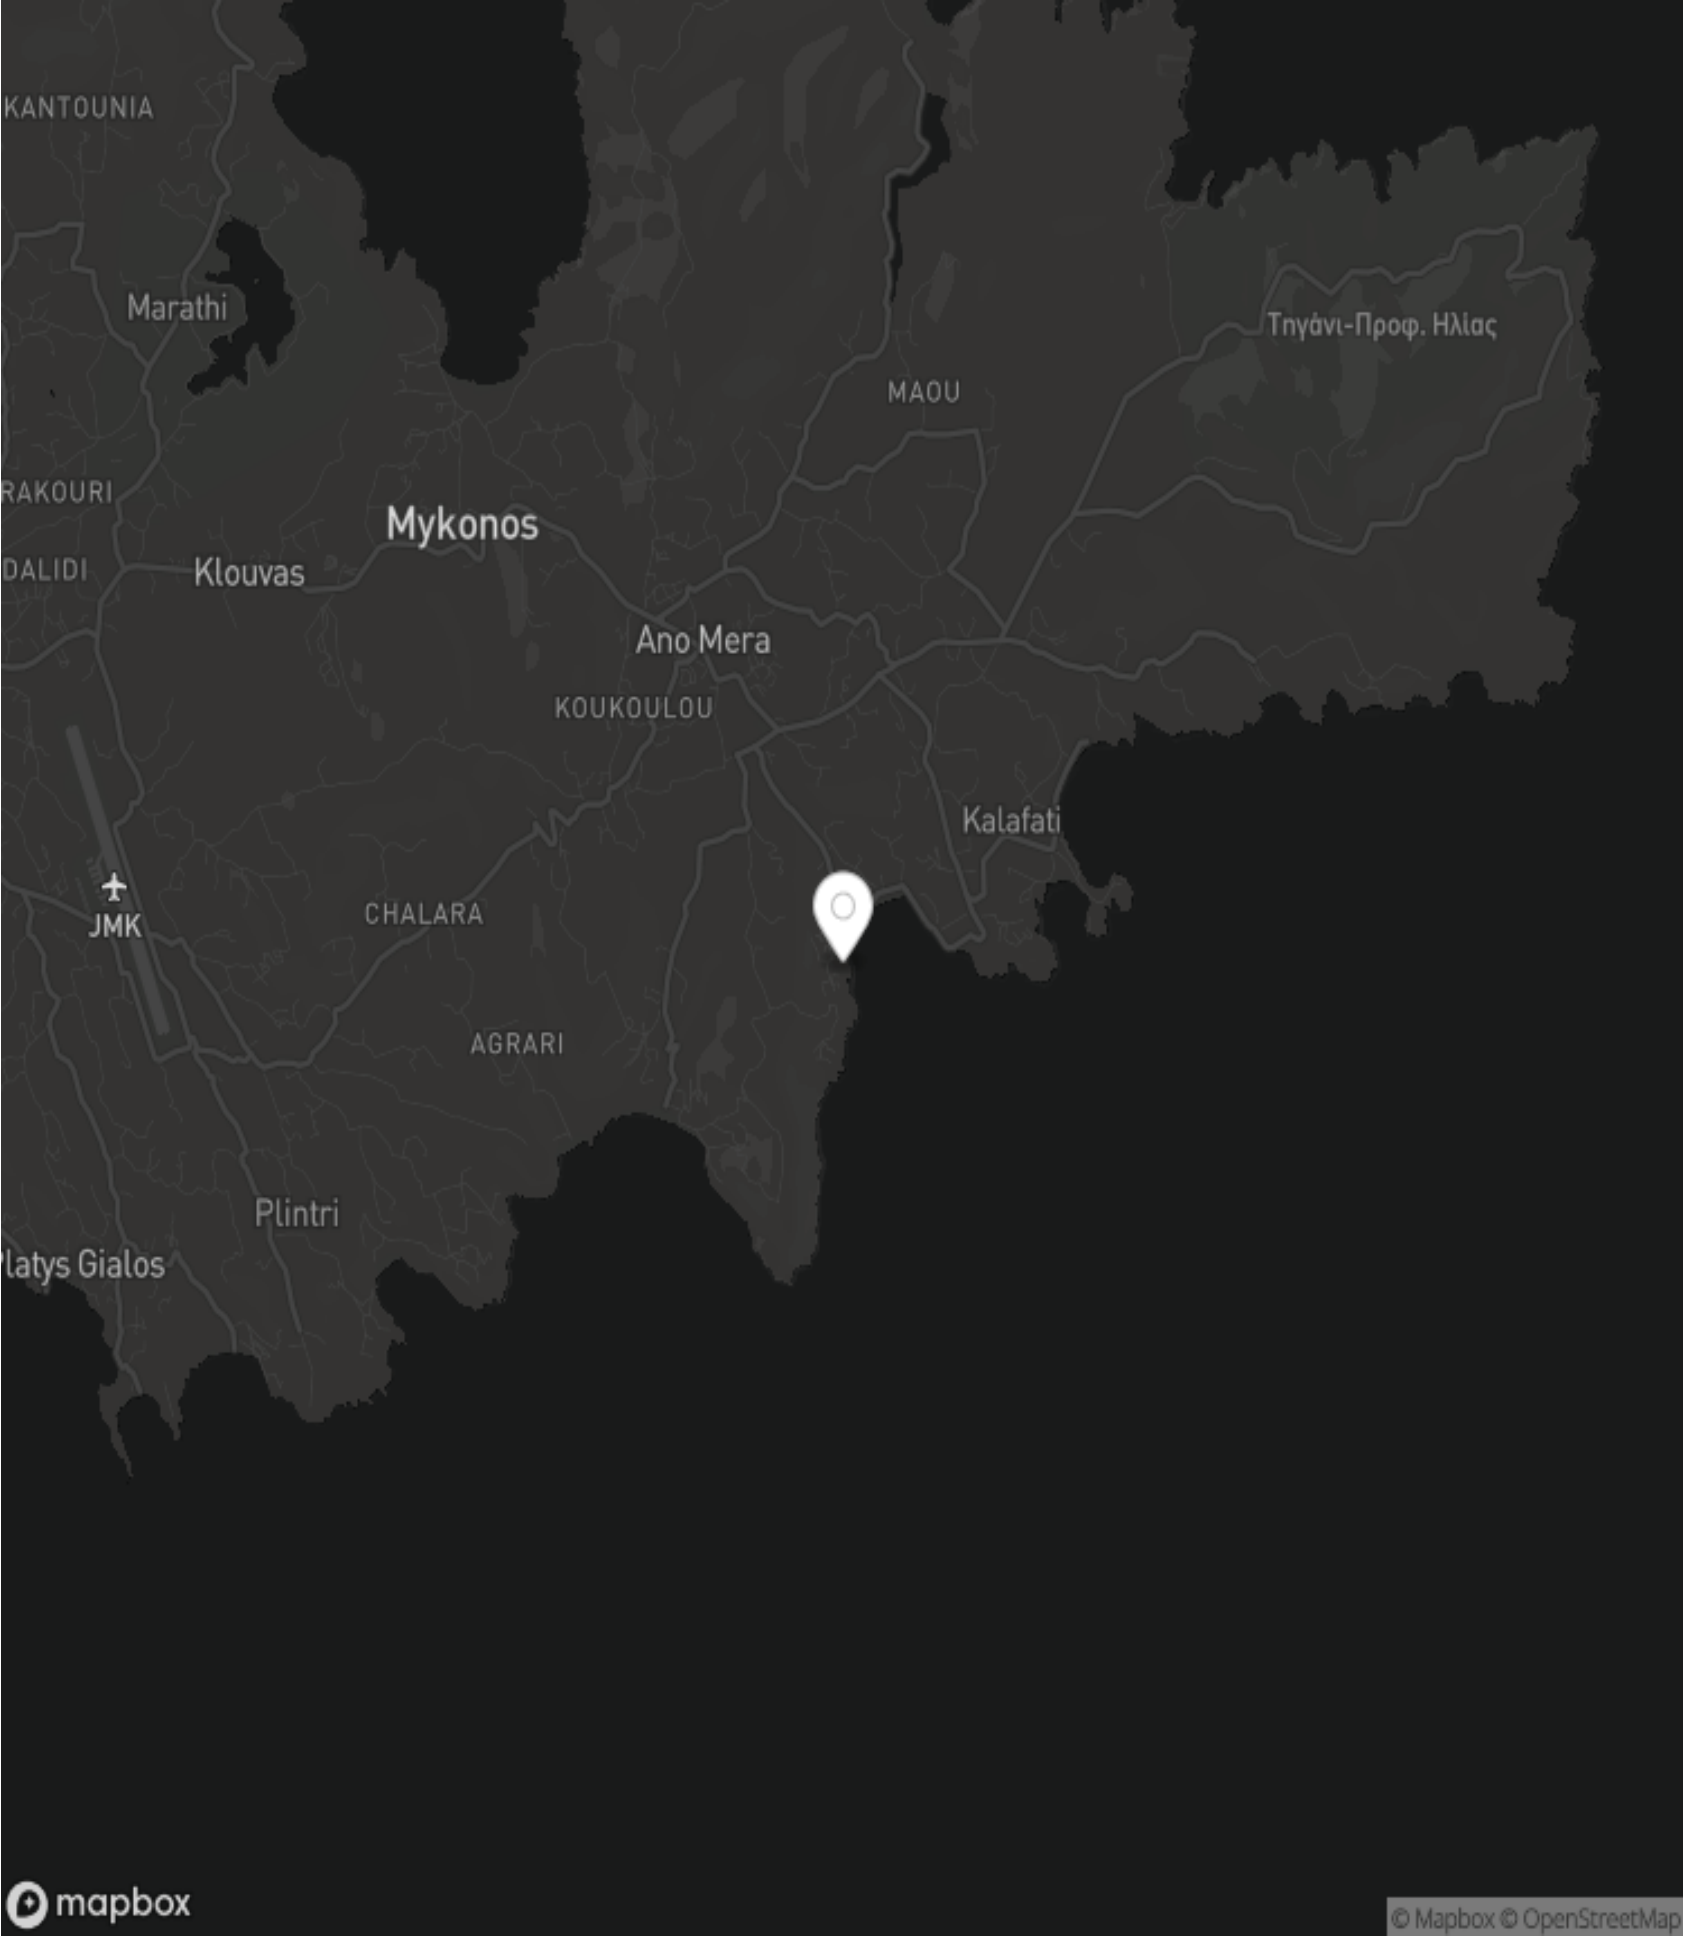 KANTOUNIA
Marathi
Τηγάνι-Προφ. Ηλίας
MAOU
RAKOURI
Mykonos
DALIDI
Klouvas
Ano Mera
KOUKOULOU
Kalafati
JMK
CHALARA
AGRARI
Plintri
latys Gialos
mapbox
© Mapbox © OpenStreetMap